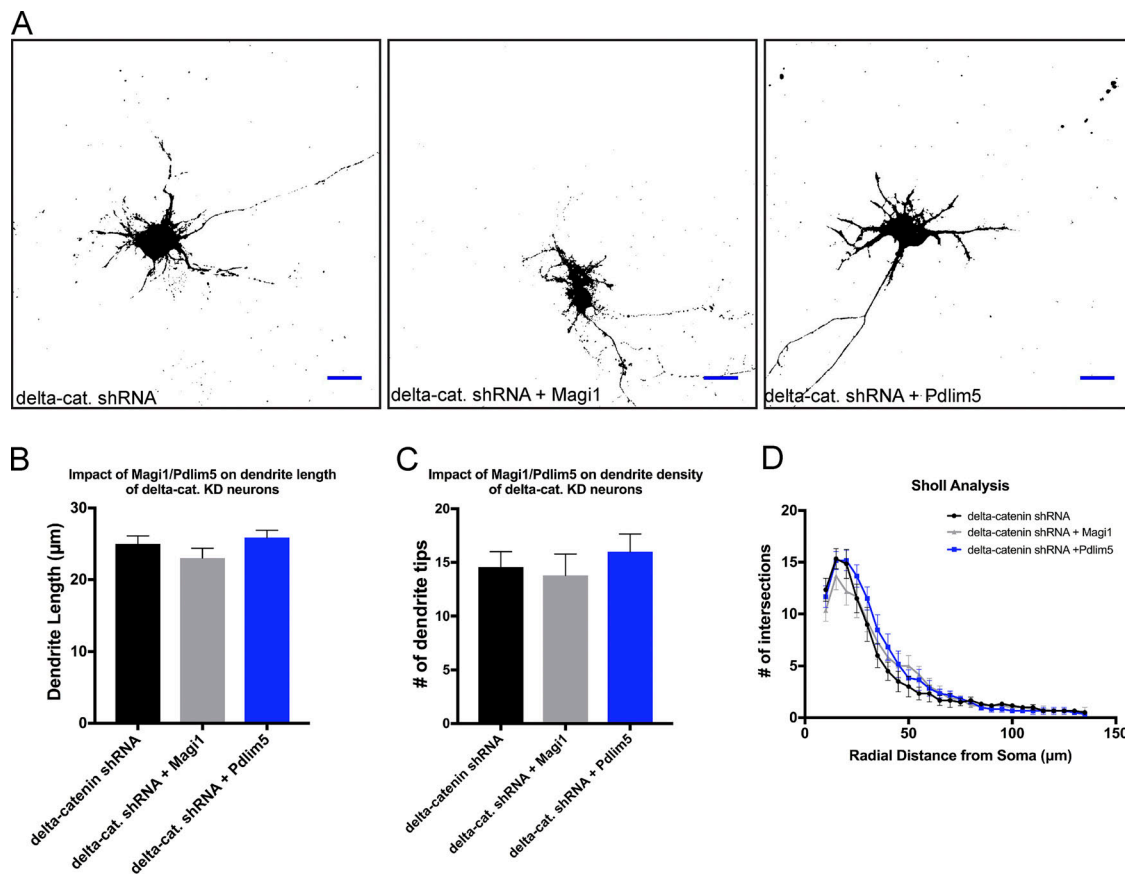 A
delta-cat. shRNA
delta-cat. shRNA + Magi1
delta-cat. shRNA + Pdlim5
B
Impact of Magi1/Pdlim5 on dendrite length
of delta-cat. KD neurons
Dendrite Length (µm)
30
20
10
0
delta-catenin shRNA
delta-cat. shRNA + Magi1
delta-cat. shRNA + Pdlim5
C
Impact of Magi1/Pdlim5 on dendrite density
of delta-cat. KD neurons
# of dendrite tips
20
15
10
5
0
delta-catenin shRNA
delta-cat. shRNA + Magi1
delta-cat. shRNA + Pdlim5
D
Sholl Analysis
delta-catenin shRNA
delta-catenin shRNA + Magi1
delta-catenin shRNA +Pdlim5
# of intersections
20
15
10
5
0
0
50
100
150
Radial Distance from Soma (µm)